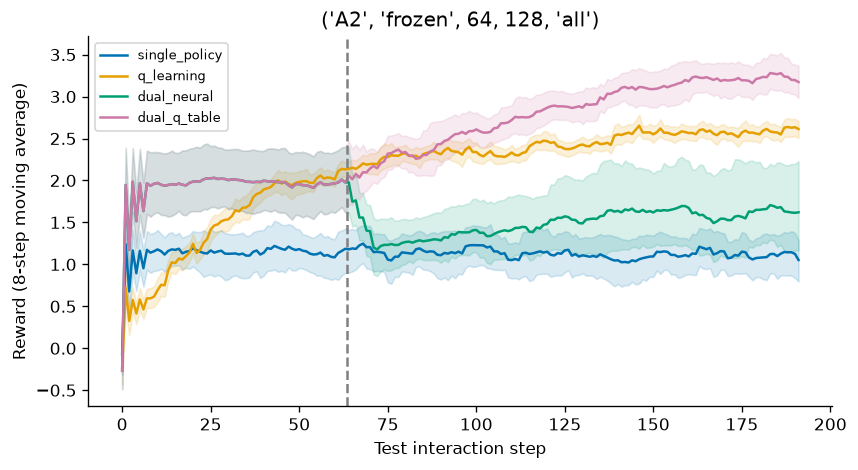 ('A2', 'frozen', 64, 128, 'all')
single_policy
q_learning
dual_neural
dual_q_table
Reward (8-step moving average)
3.5
3.0
2.5
2.0
1.5
1.0
0.5
0.0
−0.5
0 25 50 75 100 125 150 175 200
Test interaction step